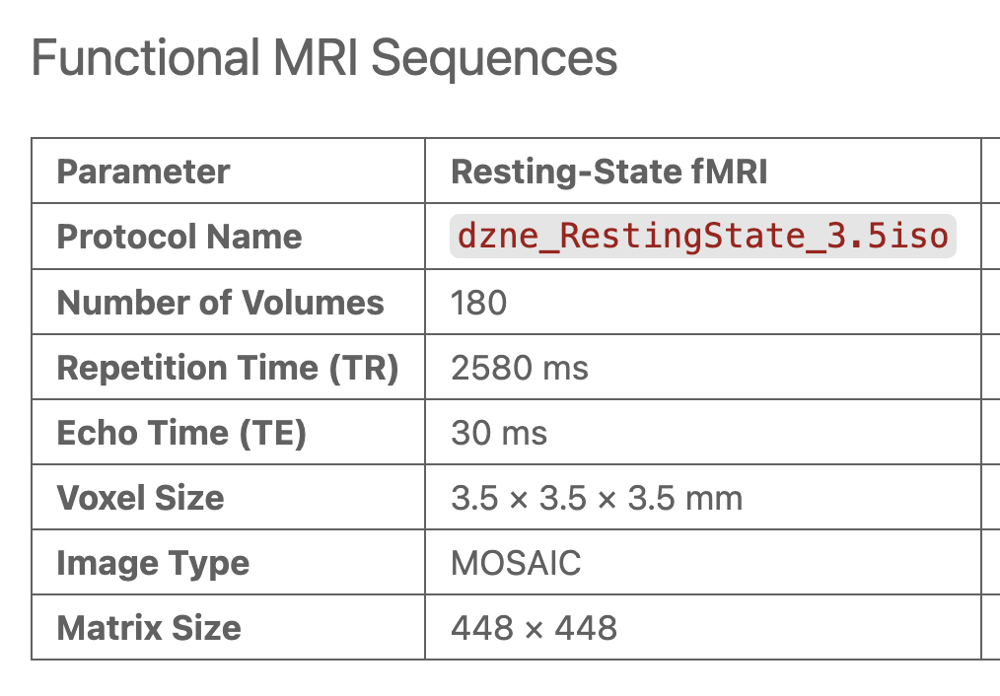 Functional MRI Sequences
Parameter Resting-State fMRI
Protocol Name dzne_RestingState_3.5iso
Number of Volumes 180
Repetition Time (TR) 2580 ms
Echo Time (TE) 30 ms
Voxel Size 3.5 × 3.5 × 3.5 mm
Image Type MOSAIC
Matrix Size 448 × 448